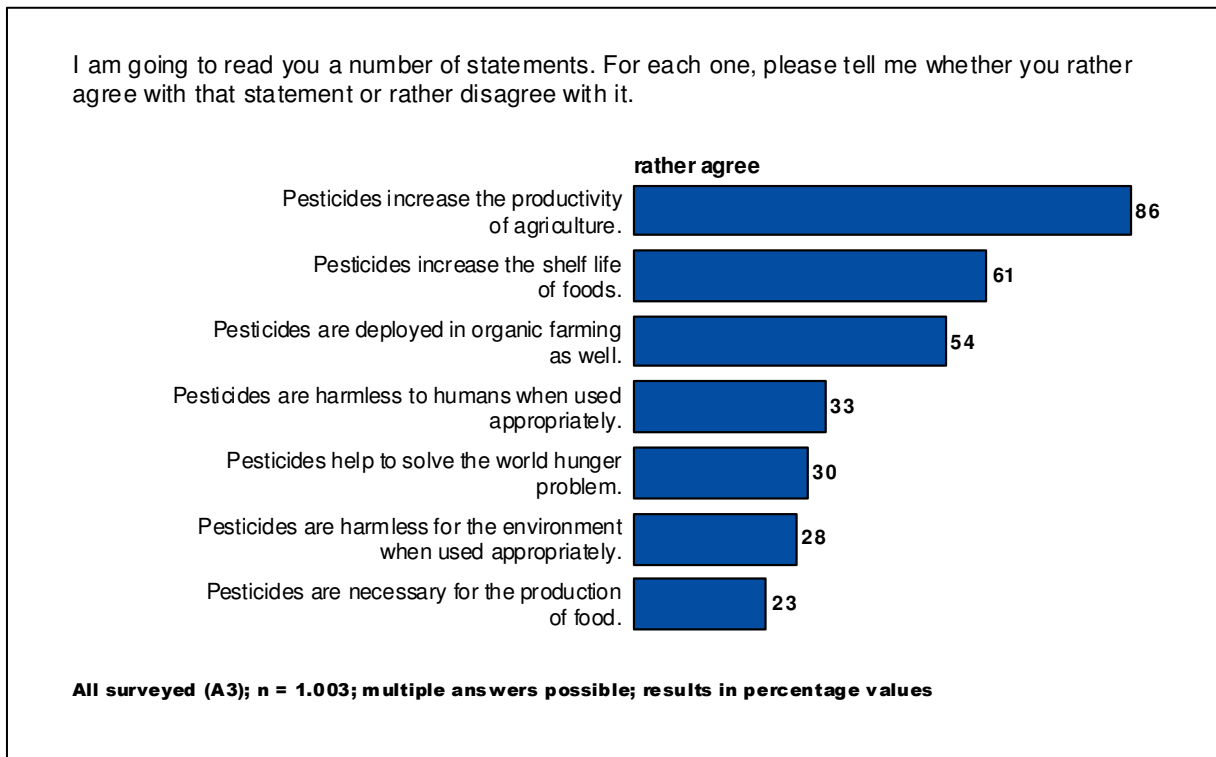 I am going to read you a number of statements. For each one, please tell me whether you rather
agree with that statement or rather disagree with it.
rather agree
Pesticides increase the productivity
of agriculture.
86
Pesticides increase the shelf life
of foods.
61
Pesticides are deployed in organic farming
as well.
54
Pesticides are harmless to humans when used
appropriately.
33
Pesticides help to solve the world hunger
problem.
30
Pesticides are harmless for the environment
when used appropriately.
28
Pesticides are necessary for the production
of food.
23
All surveyed (A3); n = 1.003; multiple answers possible; results in percentage values